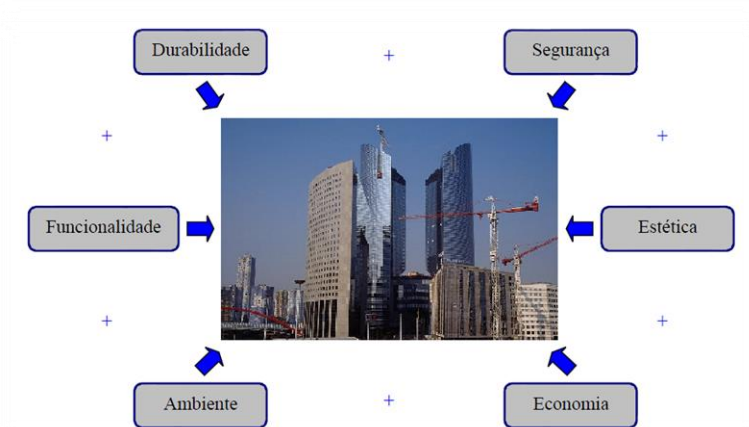 Durabilidade
+
Segurança
+
+
Funcionalidade
Estética
+
+
Ambiente
+
Economia